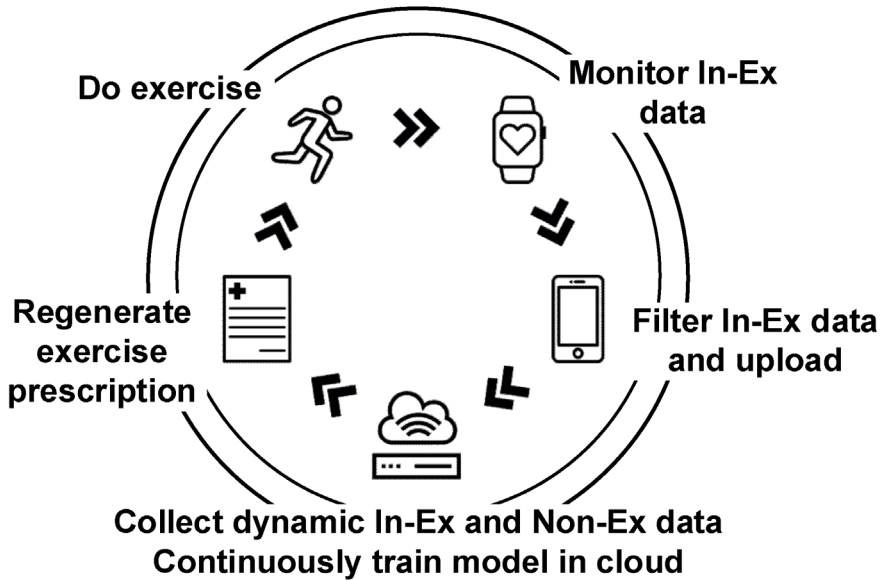 Do exercise
Monitor In-Ex
data
Filter In-Ex data
and upload
Collect dynamic In-Ex and Non-Ex data
Continuously train model in cloud
Regenerate
exercise
prescription